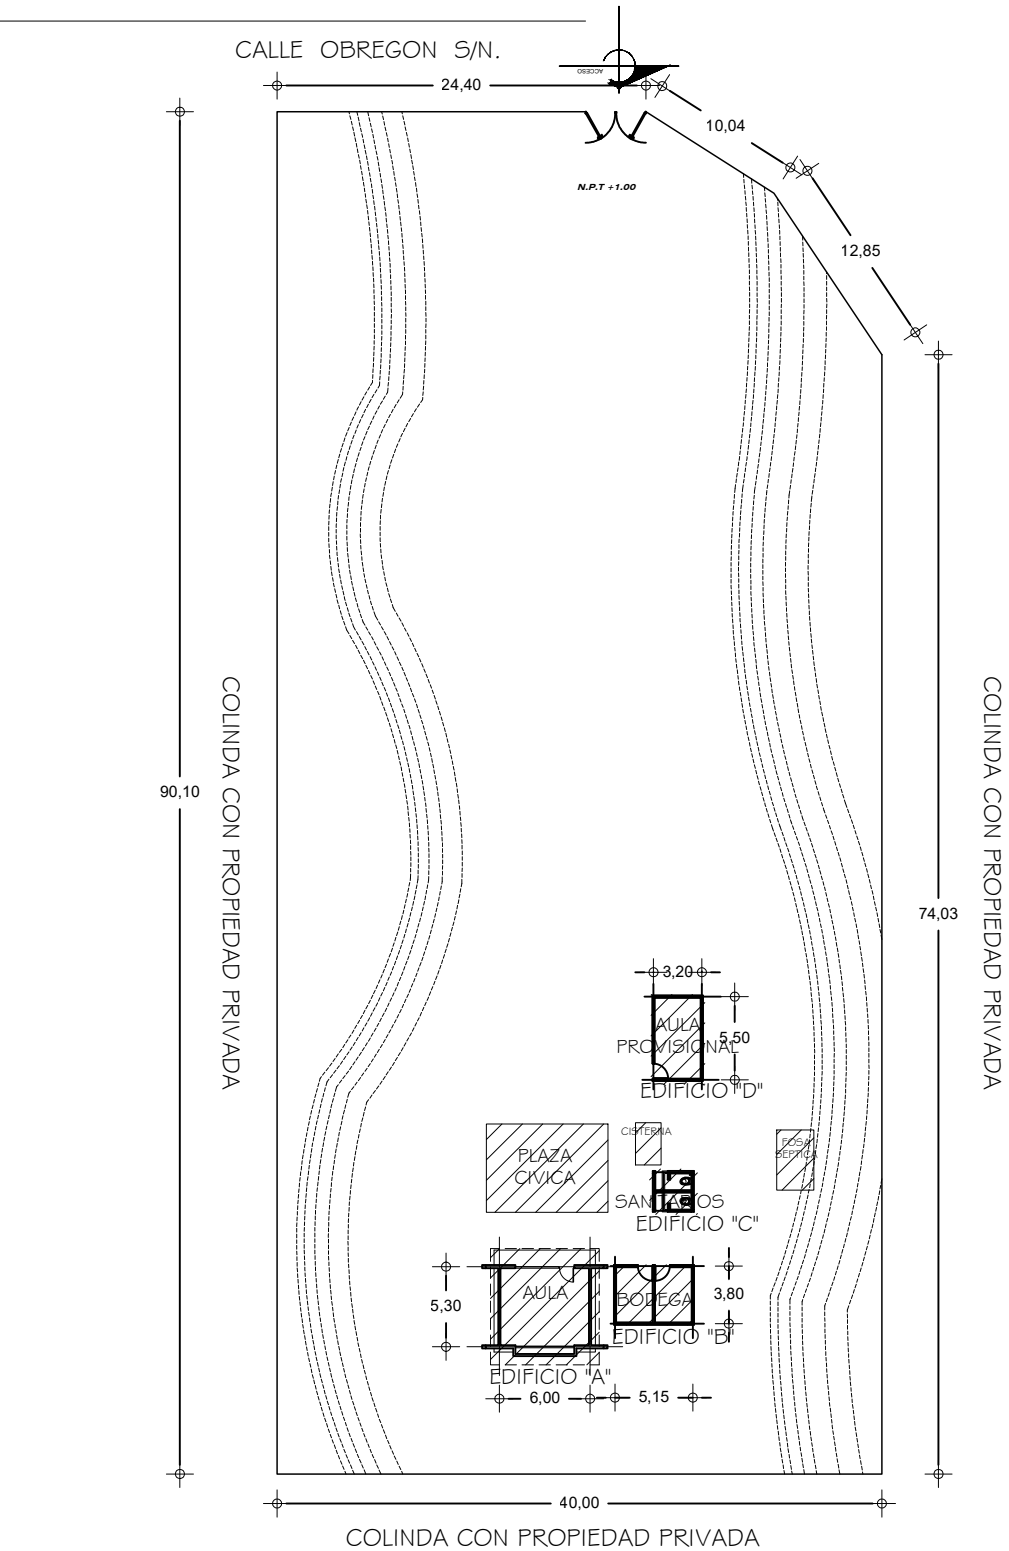 CALLE OBREGON S/N.
ACCESO
24,40
10,04
N.P.T +1.00
12,85
COLINDA CON PROPIEDAD PRIVADA
COLINDA CON PROPIEDAD PRIVADA
90,10
74,03
3,20
AULA
PROVISIONAL
5,50
EDIFICIO "D"
CISTERNA
FOSA
SEPTICA
PLAZA
CIVICA
SANITARIOS
EDIFICIO "C"
5,30
AULA
BODEGA
3,80
EDIFICIO "B"
EDIFICIO "A"
6,00
5,15
40,00
COLINDA CON PROPIEDAD PRIVADA